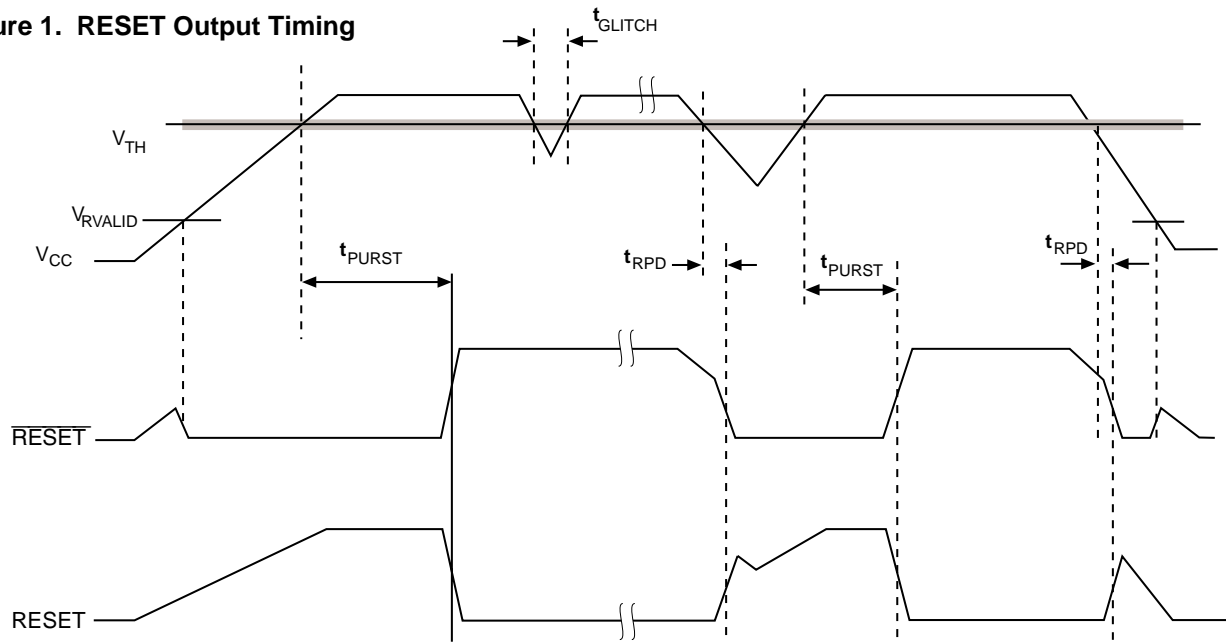 ure 1. RESET Output Timing
tGLITCH
VTH
VRVALID
VCC
tPURST
tRPD
tPURST
tRPD
RESET
RESET